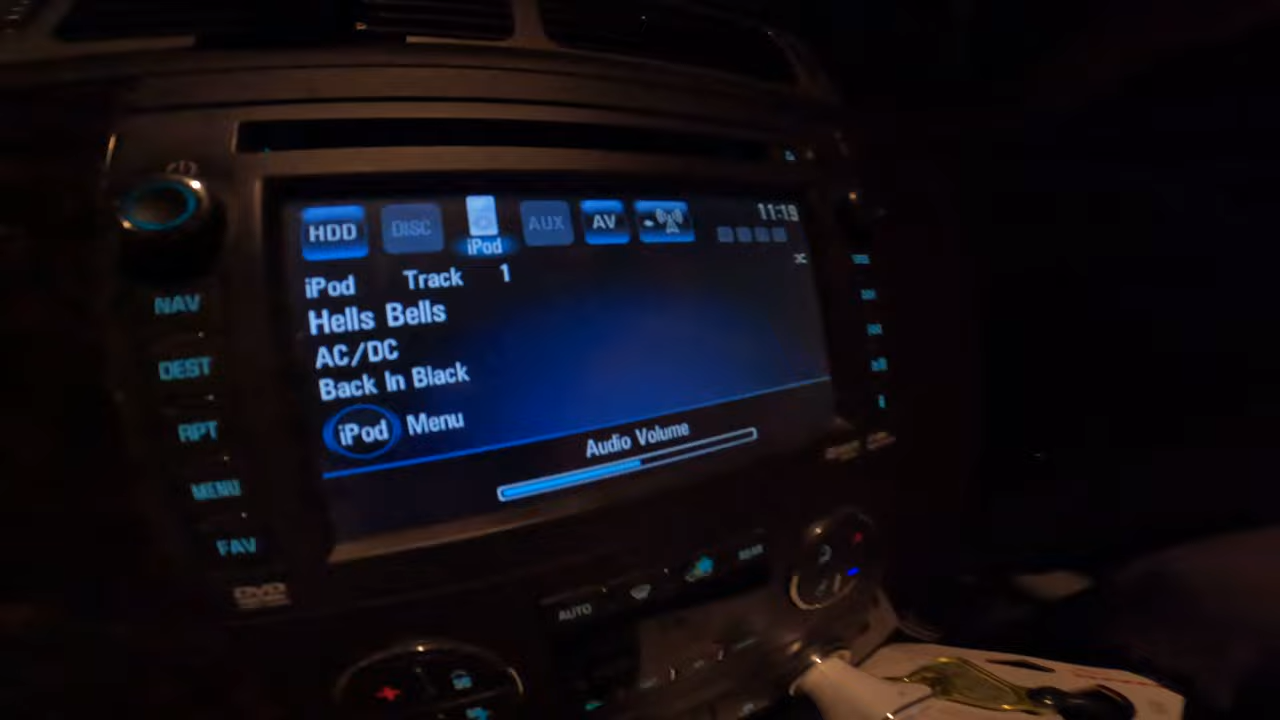 HDD DISC iPod AUX AV 11:19
iPod Track 1
Hells Bells
AC/DC
Back In Black
iPod Menu
Audio Volume
NAV
DEST
RPT
MENU
FAV
DVD
AUTO
REAR